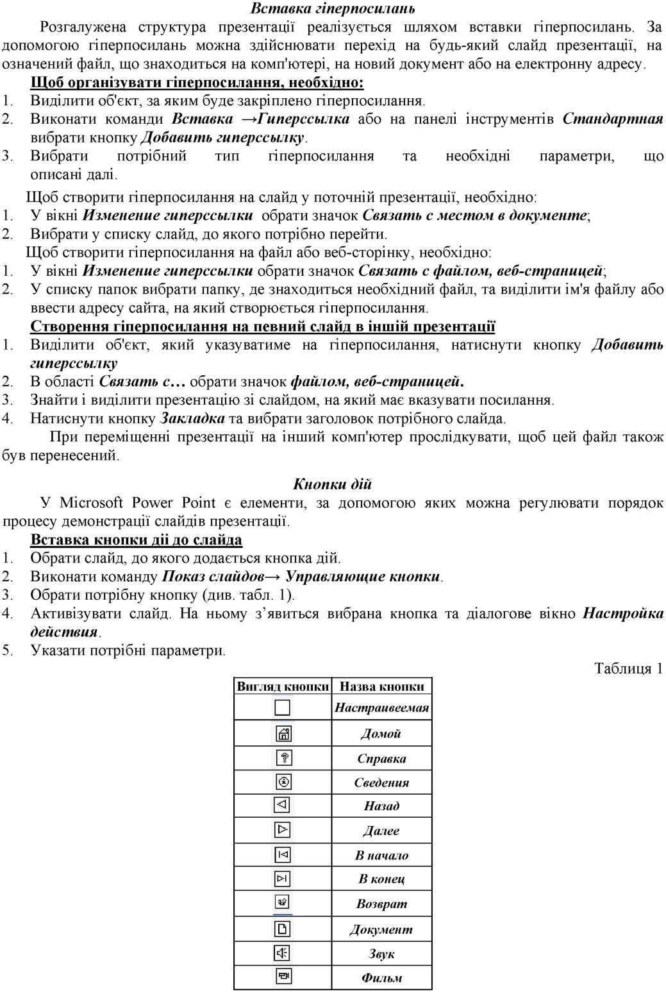 Вставка гіперпосилань
Розгалужена структура презентації реалізується шляхом вставки гіперпосилань. За
допомогою гіперпосилань можна здійснювати перехід на будь-який слайд презентації, на
означений файл, що знаходиться на комп'ютері, на новий документ або на електронну адресу.
Щоб організувати гіперпосилання, необхідно:
1. Виділити об'єкт, за яким буде закріплено гіперпосилання.
2. Виконати команди Вставка →Гиперссылка або на панелі інструментів Стандартная
вибрати кнопку Добавить гиперссылку.
3. Вибрати потрібний тип гіперпосилання та необхідні параметри, що
описані далі.
Щоб створити гіперпосилання на слайд у поточній презентації, необхідно:
1. У вікні Изменение гиперссылки обрати значок Связать с местом в документе;
2. Вибрати у списку слайд, до якого потрібно перейти.
Щоб створити гіперпосилання на файл або веб-сторінку, необхідно:
1. У вікні Изменение гиперссылки обрати значок Связать с файлом, веб-страницей;
2. У списку папок вибрати папку, де знаходиться необхідний файл, та виділити ім'я файлу або
ввести адресу сайта, на який створюється гіперпосилання.
Створення гіперпосилання на певний слайд в іншій презентації
1. Виділити об'єкт, який указуватиме на гіперпосилання, натиснути кнопку Добавить
гиперссылку
2. В області Связать с… обрати значок файлом, веб-страницей.
3. Знайти і виділити презентацію зі слайдом, на який має вказувати посилання.
4. Натиснути кнопку Закладка та вибрати заголовок потрібного слайда.
При переміщенні презентації на інший комп'ютер прослідкувати, щоб цей файл також
був перенесений.
Кнопки дій
У Microsoft Power Point є елементи, за допомогою яких можна регулювати порядок
процесу демонстрації слайдів презентації.
Вставка кнопки діі до слайда
1. Обрати слайд, до якого додається кнопка дій.
2. Виконати команду Показ слайдов→ Управляющие кнопки.
3. Обрати потрібну кнопку (див. табл. 1).
4. Активізувати слайд. На ньому з’явиться вибрана кнопка та діалогове вікно Настройка
действия.
5. Указати потрібні параметри.
Таблиця 1
Вигляд кнопки Назва кнопки
Настраивеемая
Домой
Справка
Сведения
Назад
Далее
В начало
В конец
Возврат
Документ
Звук
Фильм